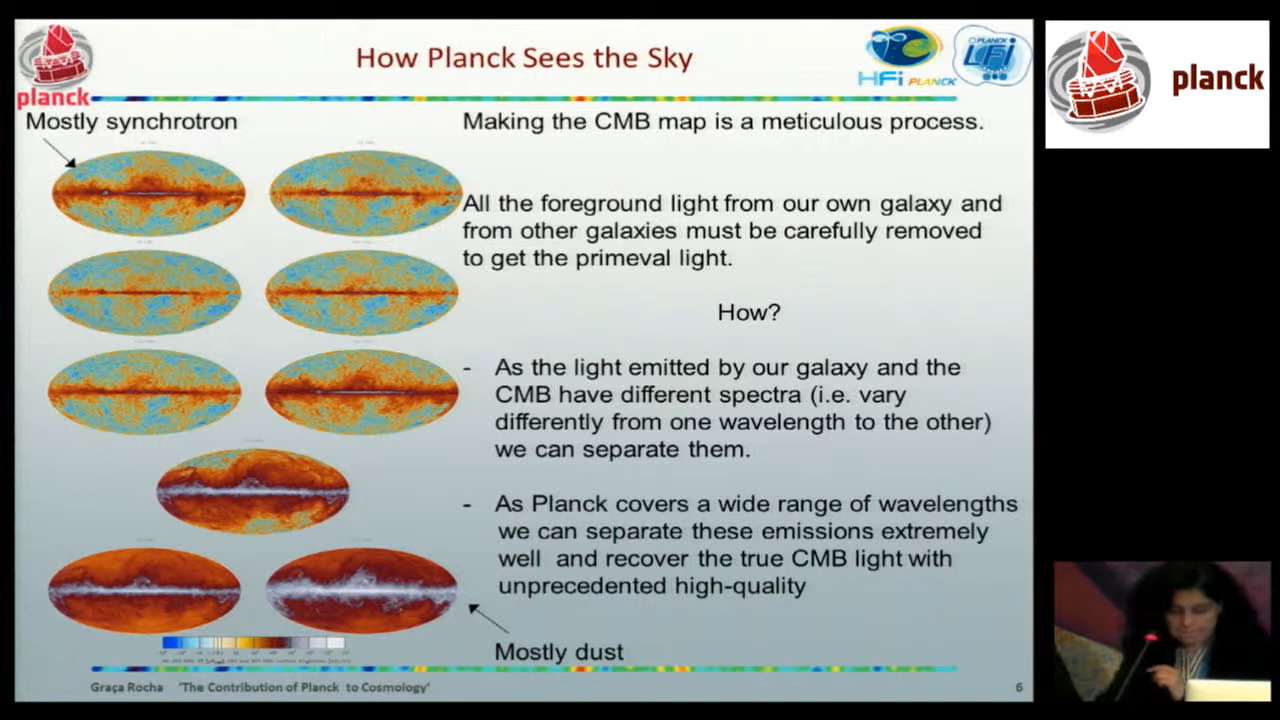 How Planck Sees the Sky
planck
HFi PLANCK
PLANCK
LFI
planck
Mostly synchrotron
Making the CMB map is a meticulous process.
All the foreground light from our own galaxy and
from other galaxies must be carefully removed
to get the primeval light.
How?
- As the light emitted by our galaxy and the
CMB have different spectra (i.e. vary
differently from one wavelength to the other)
we can separate them.
- As Planck covers a wide range of wavelengths
we can separate these emissions extremely
well and recover the true CMB light with
unprecedented high-quality
Mostly dust
Graça Rocha 'The Contribution of Planck to Cosmology'
6